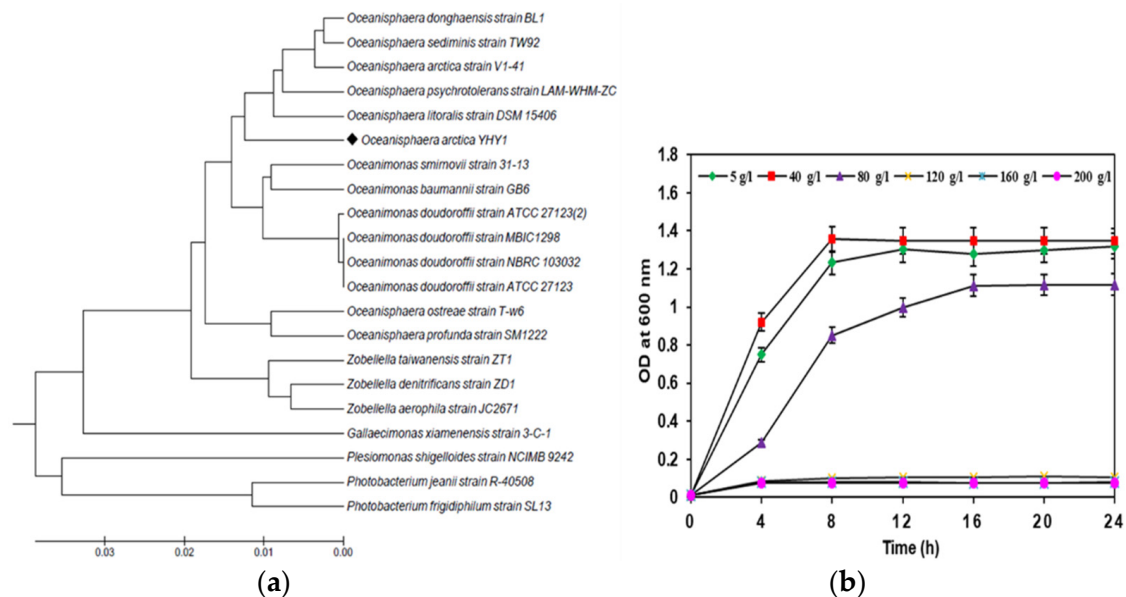 Oceanisphaera donghaensis strain BL1
Oceanisphaera sediminis strain TW92
Oceanisphaera arctica strain V1-41
Oceanisphaera psychrotolerans strain LAM-WHM-ZC
Oceanisphaera litoralis strain DSM 15406
Oceanisphaera arctica YHY1
Oceanimonas smirnovii strain 31-13
Oceanimonas baumannii strain GB6
Oceanimonas doudoroffii strain ATCC 27123(2)
Oceanimonas doudoroffii strain MBIC1298
Oceanimonas doudoroffii strain NBRC 103032
Oceanimonas doudoroffii strain ATCC 27123
Oceanisphaera ostreae strain T-w6
Oceanisphaera profunda strain SM1222
Zobellella taiwanensis strain ZT1
Zobellella denitrificans strain ZD1
Zobellella aerophila strain JC2671
Gallaecimonas xiamenensis strain 3-C-1
Plesiomonas shigelloides strain NCIMB 9242
Photobacterium jeanii strain R-40508
Photobacterium frigidiphilum strain SL13
0.03 0.02 0.01 0.00
(a)
5 g/l 40 g/l 80 g/l 120 g/l 160 g/l 200 g/l
OD at 600 nm
1.8
1.6
1.4
1.2
1
0.8
0.6
0.4
0.2
0
0 4 8 12 16 20 24
Time (h)
(b)